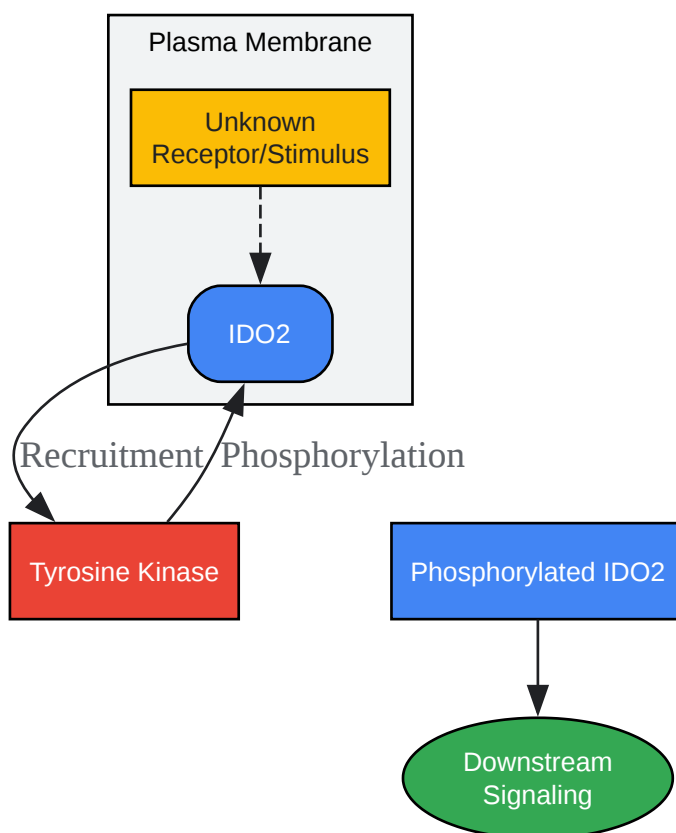 Plasma Membrane
Unknown
Receptor/Stimulus
IDO2
Recruitment
Phosphorylation
Tyrosine Kinase
Phosphorylated IDO2
Downstream
Signaling